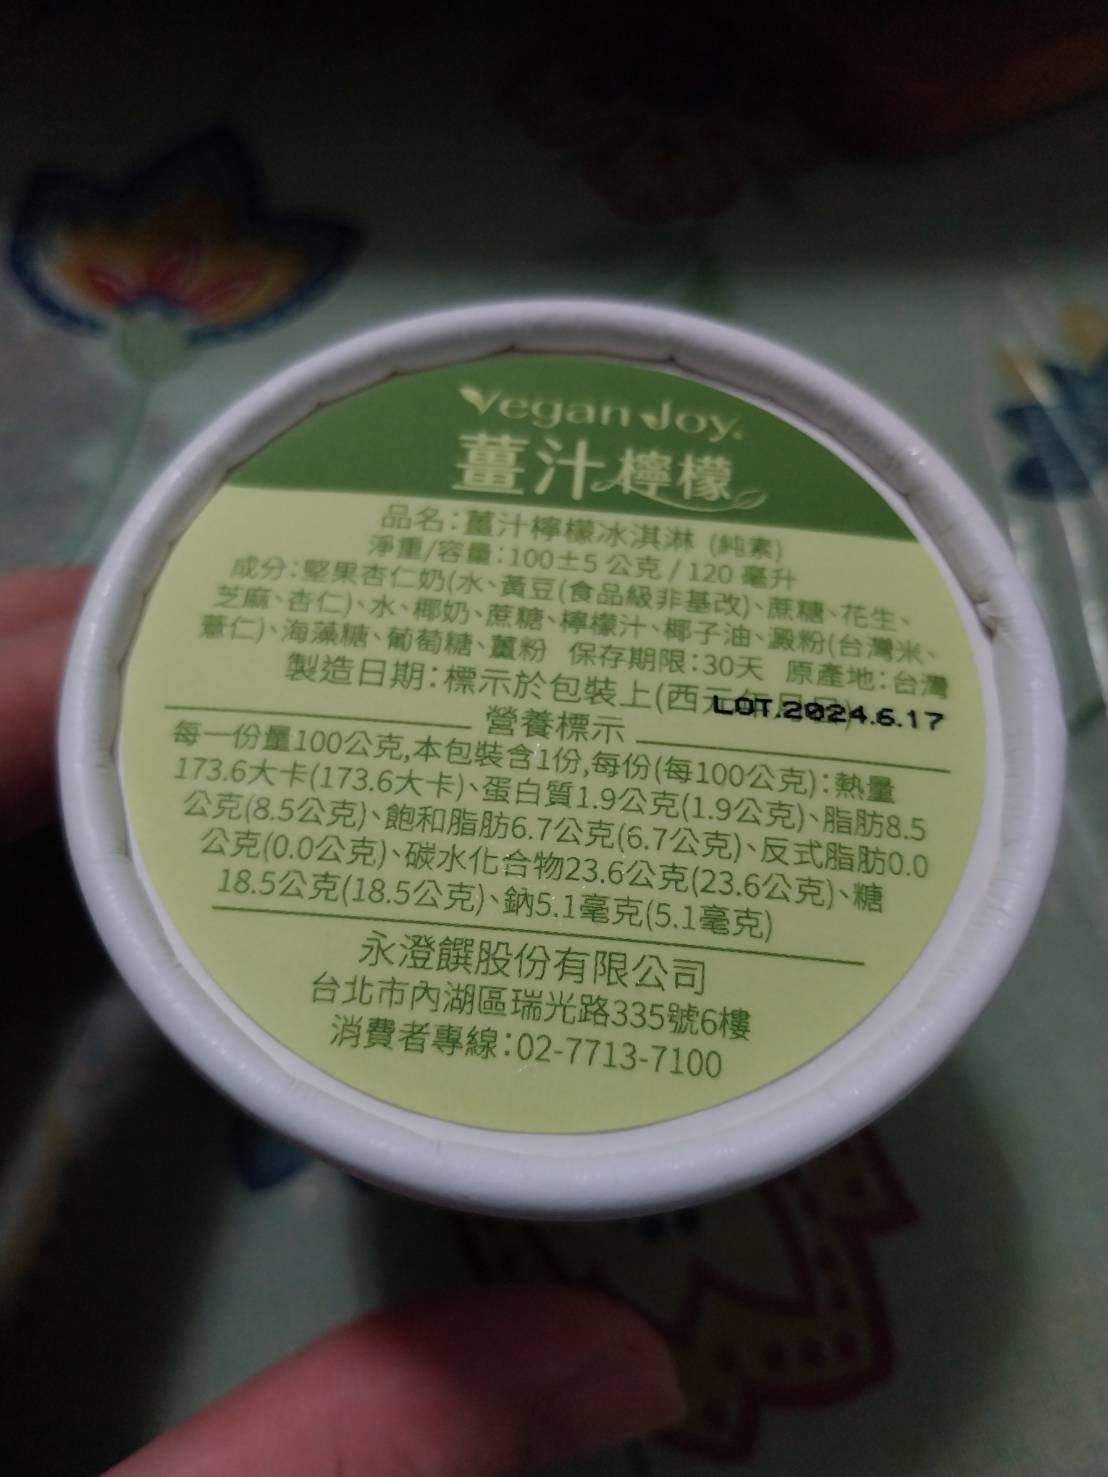 Vegan Joy.
薑汁檸檬
品名：薑汁檸檬冰淇淋 (純素)
淨重/容量：100±5 公克 / 120 毫升
成分：堅果杏仁奶(水、黃豆(食品級非基改)、蔗糖、花生、
芝麻、杏仁)、水、椰奶、蔗糖、檸檬汁、椰子油、澱粉(台灣米、
薏仁)、海藻糖、葡萄糖、薑粉 保存期限：30天 原產地：台灣
製造日期：標示於包裝上(西元
LOT.2024.6.17
營養標示
每一份量100公克,本包裝含1份,每份(每100公克)：熱量
173.6大卡(173.6大卡)、蛋白質1.9公克(1.9公克)、脂肪8.5
公克(8.5公克)、飽和脂肪6.7公克(6.7公克)、反式脂肪0.0
公克(0.0公克)、碳水化合物23.6公克(23.6公克)、糖
18.5公克(18.5公克)、鈉5.1毫克(5.1毫克)
永澄饌股份有限公司
台北市內湖區瑞光路335號6樓
消費者專線：02-7713-7100